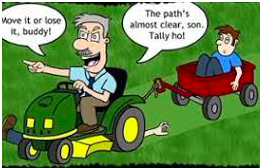 Move it or lose
it, buddy!
The path's
almost clear, son.
Tally ho!